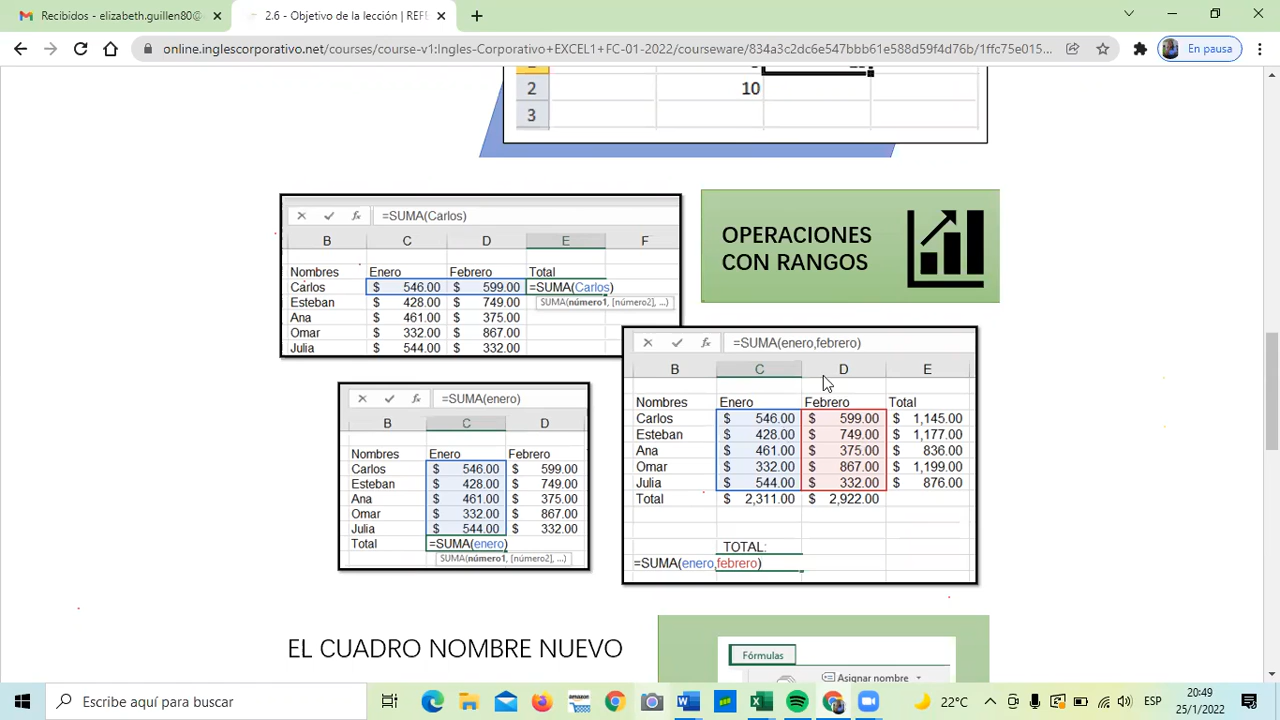 Recibidos - elizabeth.guillen80@
2.6 - Objetivo de la lección | REFE
online.inglescorporativo.net/courses/course-v1:Ingles-Corporativo+EXCEL1+FC-01-2022/courseware/834a3c2dc6e547bbb61e588d59f4d76b/1ffc75e015...
En pausa
2 10
3
=SUMA(Carlos)
B C D E F
Nombres Enero Febrero Total
Carlos $ 546.00 $ 599.00 =SUMA(Carlos)
Esteban $ 428.00 $ 749.00 SUMA(número1, [número2], ...)
Ana $ 461.00 $ 375.00
Omar $ 332.00 $ 867.00
Julia $ 544.00 $ 332.00
OPERACIONES
CON RANGOS
=SUMA(enero)
B C D
Nombres Enero Febrero
Carlos $ 546.00 $ 599.00
Esteban $ 428.00 $ 749.00
Ana $ 461.00 $ 375.00
Omar $ 332.00 $ 867.00
Julia $ 544.00 $ 332.00
Total =SUMA(enero)
SUMA(número1, [número2], ...)
=SUMA(enero,febrero)
B C D E
Nombres Enero Febrero Total
Carlos $ 546.00 $ 599.00 $ 1,145.00
Esteban $ 428.00 $ 749.00 $ 1,177.00
Ana $ 461.00 $ 375.00 $ 836.00
Omar $ 332.00 $ 867.00 $ 1,199.00
Julia $ 544.00 $ 332.00 $ 876.00
Total $ 2,311.00 $ 2,922.00
TOTAL:
=SUMA(enero,febrero)
EL CUADRO NOMBRE NUEVO
Fórmulas
Asignar nombre
Escribe aquí para buscar
22°C
ESP
20:49
25/1/2022